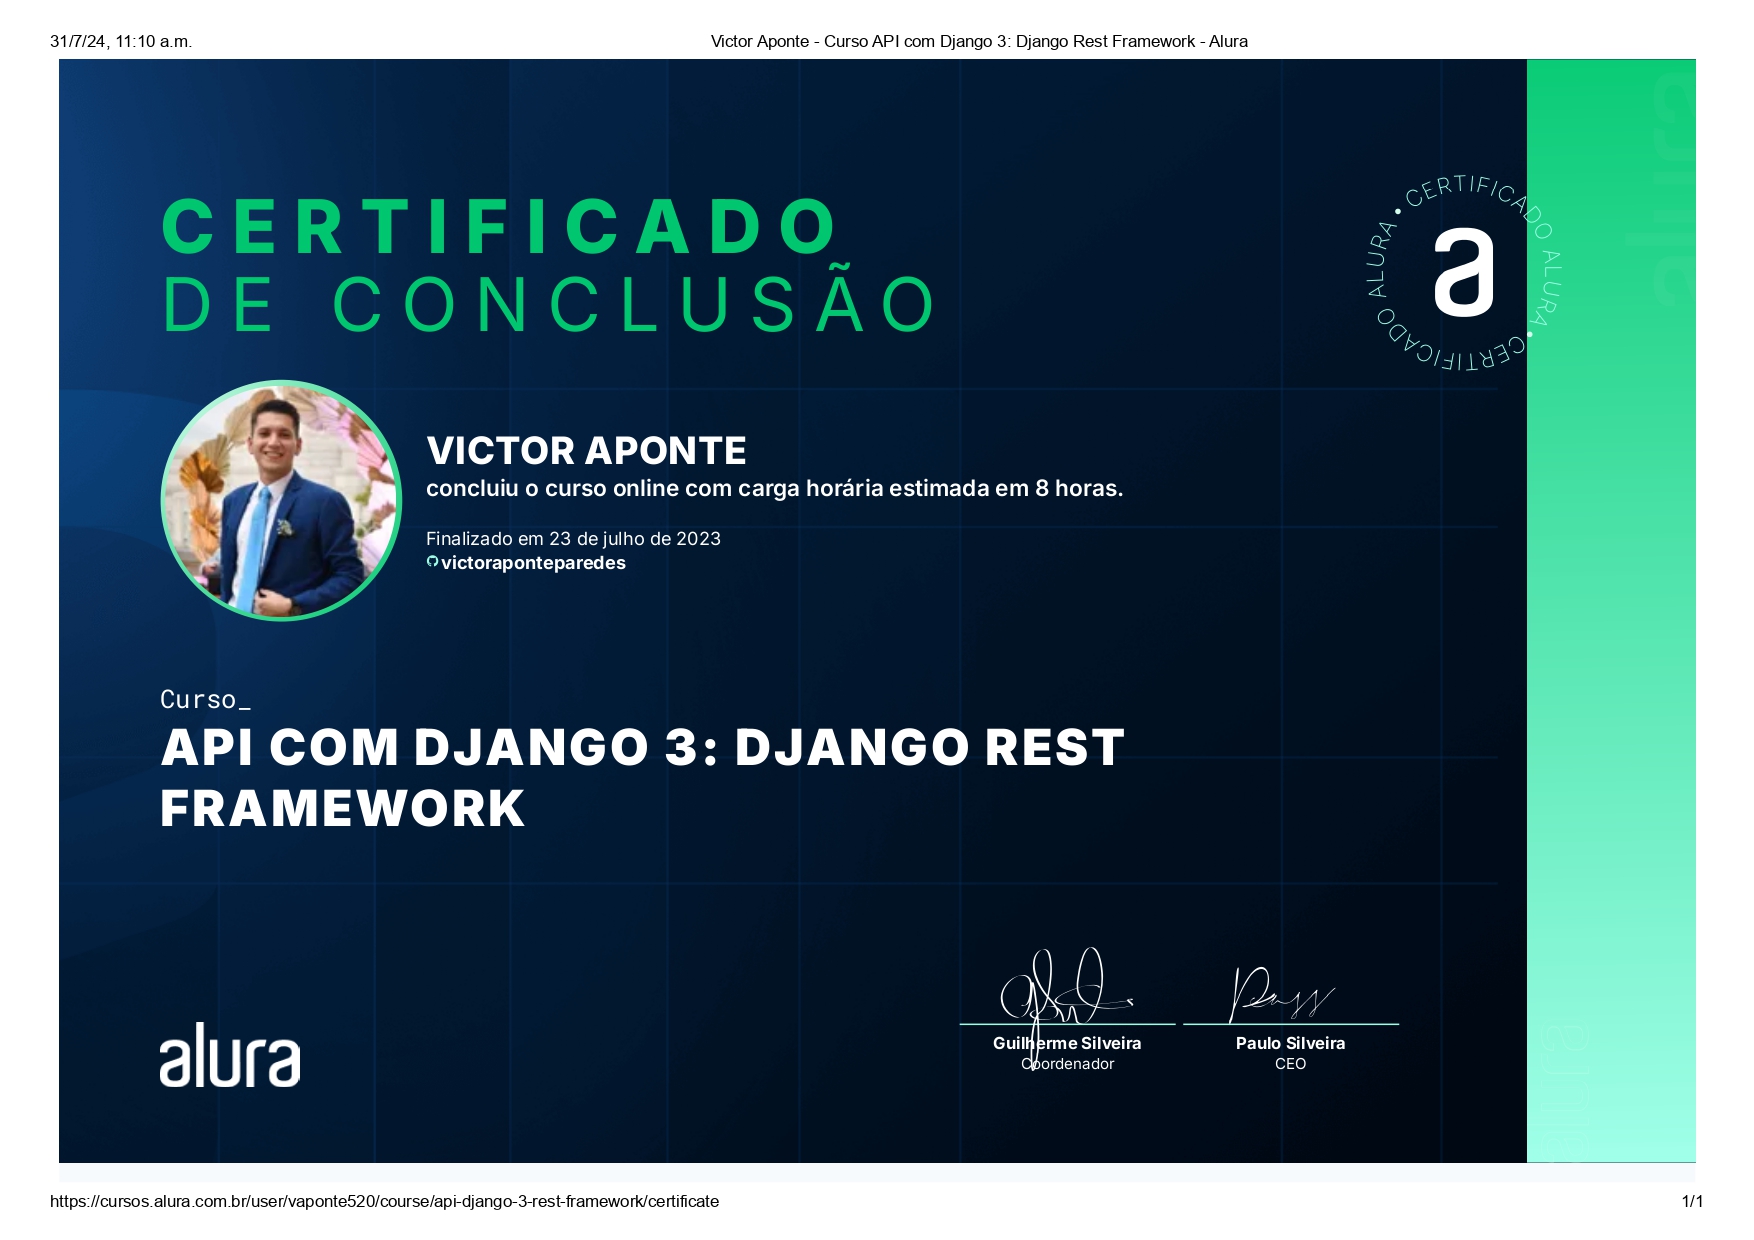 31/7/24, 11:10 a.m.
Victor Aponte - Curso API com Django 3: Django Rest Framework - Alura
CERTIFICADO
DE CONCLUSÃO
CERTIFICADO ALURA • CERTIFICADO ALURA •
a
VICTOR APONTE
concluiu o curso online com carga horária estimada em 8 horas.
Finalizado em 23 de julho de 2023
victoraponteparedes
Curso_
API COM DJANGO 3: DJANGO REST
FRAMEWORK
Guilherme Silveira
Coordenador
Paulo Silveira
CEO
alura
alura
alura
https://cursos.alura.com.br/user/vaponte520/course/api-django-3-rest-framework/certificate
1/1